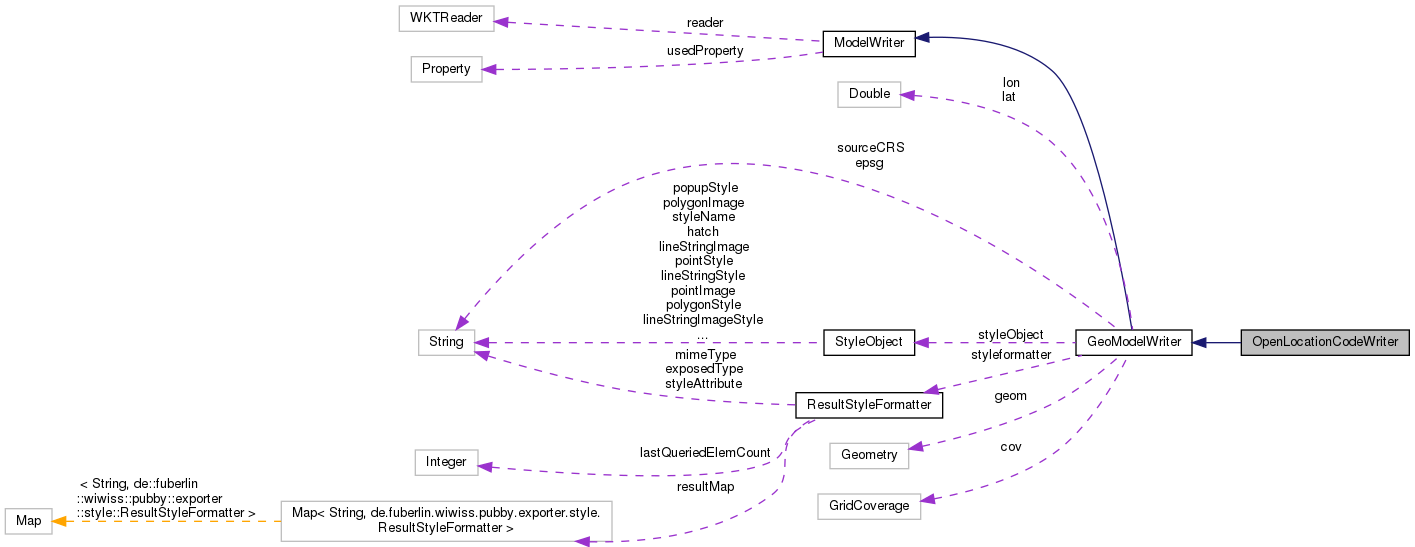 WKTReader
reader
ModelWriter
usedProperty
Property
Double
lon
lat
sourceCRS
epsg
popupStyle
polygonImage
styleName
hatch
lineStringImage
pointStyle
lineStringStyle
pointImage
polygonStyle
lineStringImageStyle
...
String
StyleObject
styleObject
GeoModelWriter
OpenLocationCodeWriter
styleformatter
mimeType
exposedType
styleAttribute
ResultStyleFormatter
geom
lastQueriedElemCount
Integer
Geometry
cov
resultMap
GridCoverage
< String, de::fuberlin
::wiwiss::pubby::exporter
::style::ResultStyleFormatter >
Map
Map< String, de.fuberlin.wiwiss.pubby.exporter.style.
ResultStyleFormatter >